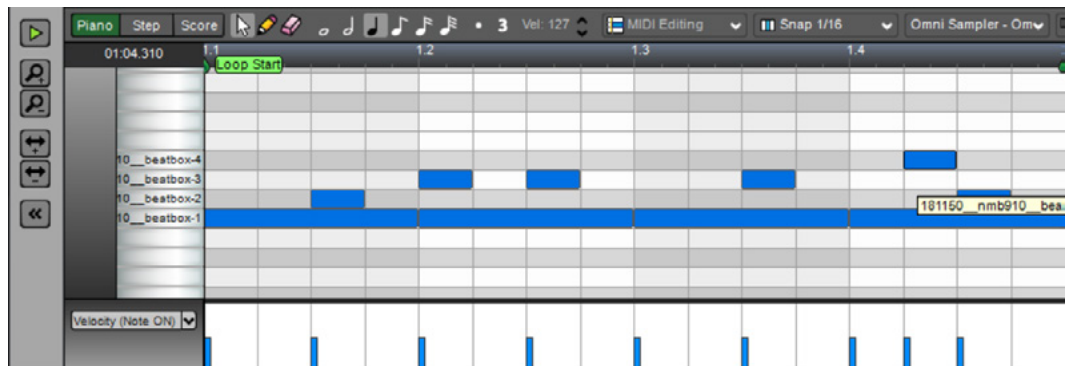 Piano Step Score 3 Vel: 127 MIDI Editing Snap 1/16 Omni Sampler - Om
01:04.310 1.1 1.2 1.3 1.4
Loop Start
10__beatbox-4
10__beatbox-3
10__beatbox-2
181150__nmb910__bea
10__beatbox-1
Velocity (Note ON)